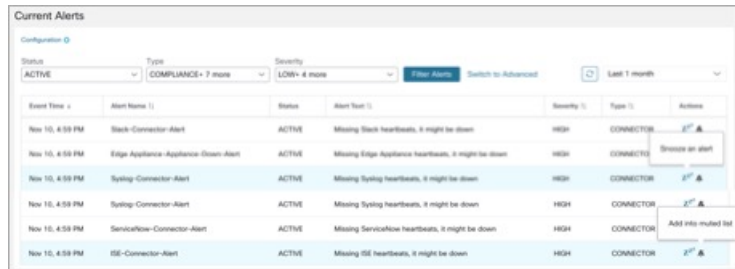 Current Alerts
Configuration
Status Type Severity
ACTIVE COMPLIANCE+ 7 more LOW+ 4 more Filter Alerts Switch to Advanced Last 1 month
Event Time Alert Name Status Alert Text Severity Type Actions
Nov 10, 4:59 PM Slack-Connector-Alert ACTIVE Missing Slack heartbeats, it might be down HIGH CONNECTOR
Snooze an alert
Nov 10, 4:59 PM Edge Appliance-Appliance-Down-Alert ACTIVE Missing Edge Appliance heartbeats, it might be down HIGH CONNECTO
Nov 10, 4:59 PM Syslog-Connector-Alert ACTIVE Missing Syslog heartbeats, it might be down HIGH CONNECTOR
Nov 10, 4:59 PM Syslog-Connector-Alert ACTIVE Missing Syslog heartbeats, it might be down HIGH CONNECTOR
Add into muted list
Nov 10, 4:59 PM ServiceNow-Connector-Alert ACTIVE Missing ServiceNow heartbeats, it might be down HIGH CONNECTOR
Nov 10, 4:59 PM ISE-Connector-Alert ACTIVE Missing ISE heartbeats, it might be down HIGH CONNECTOR